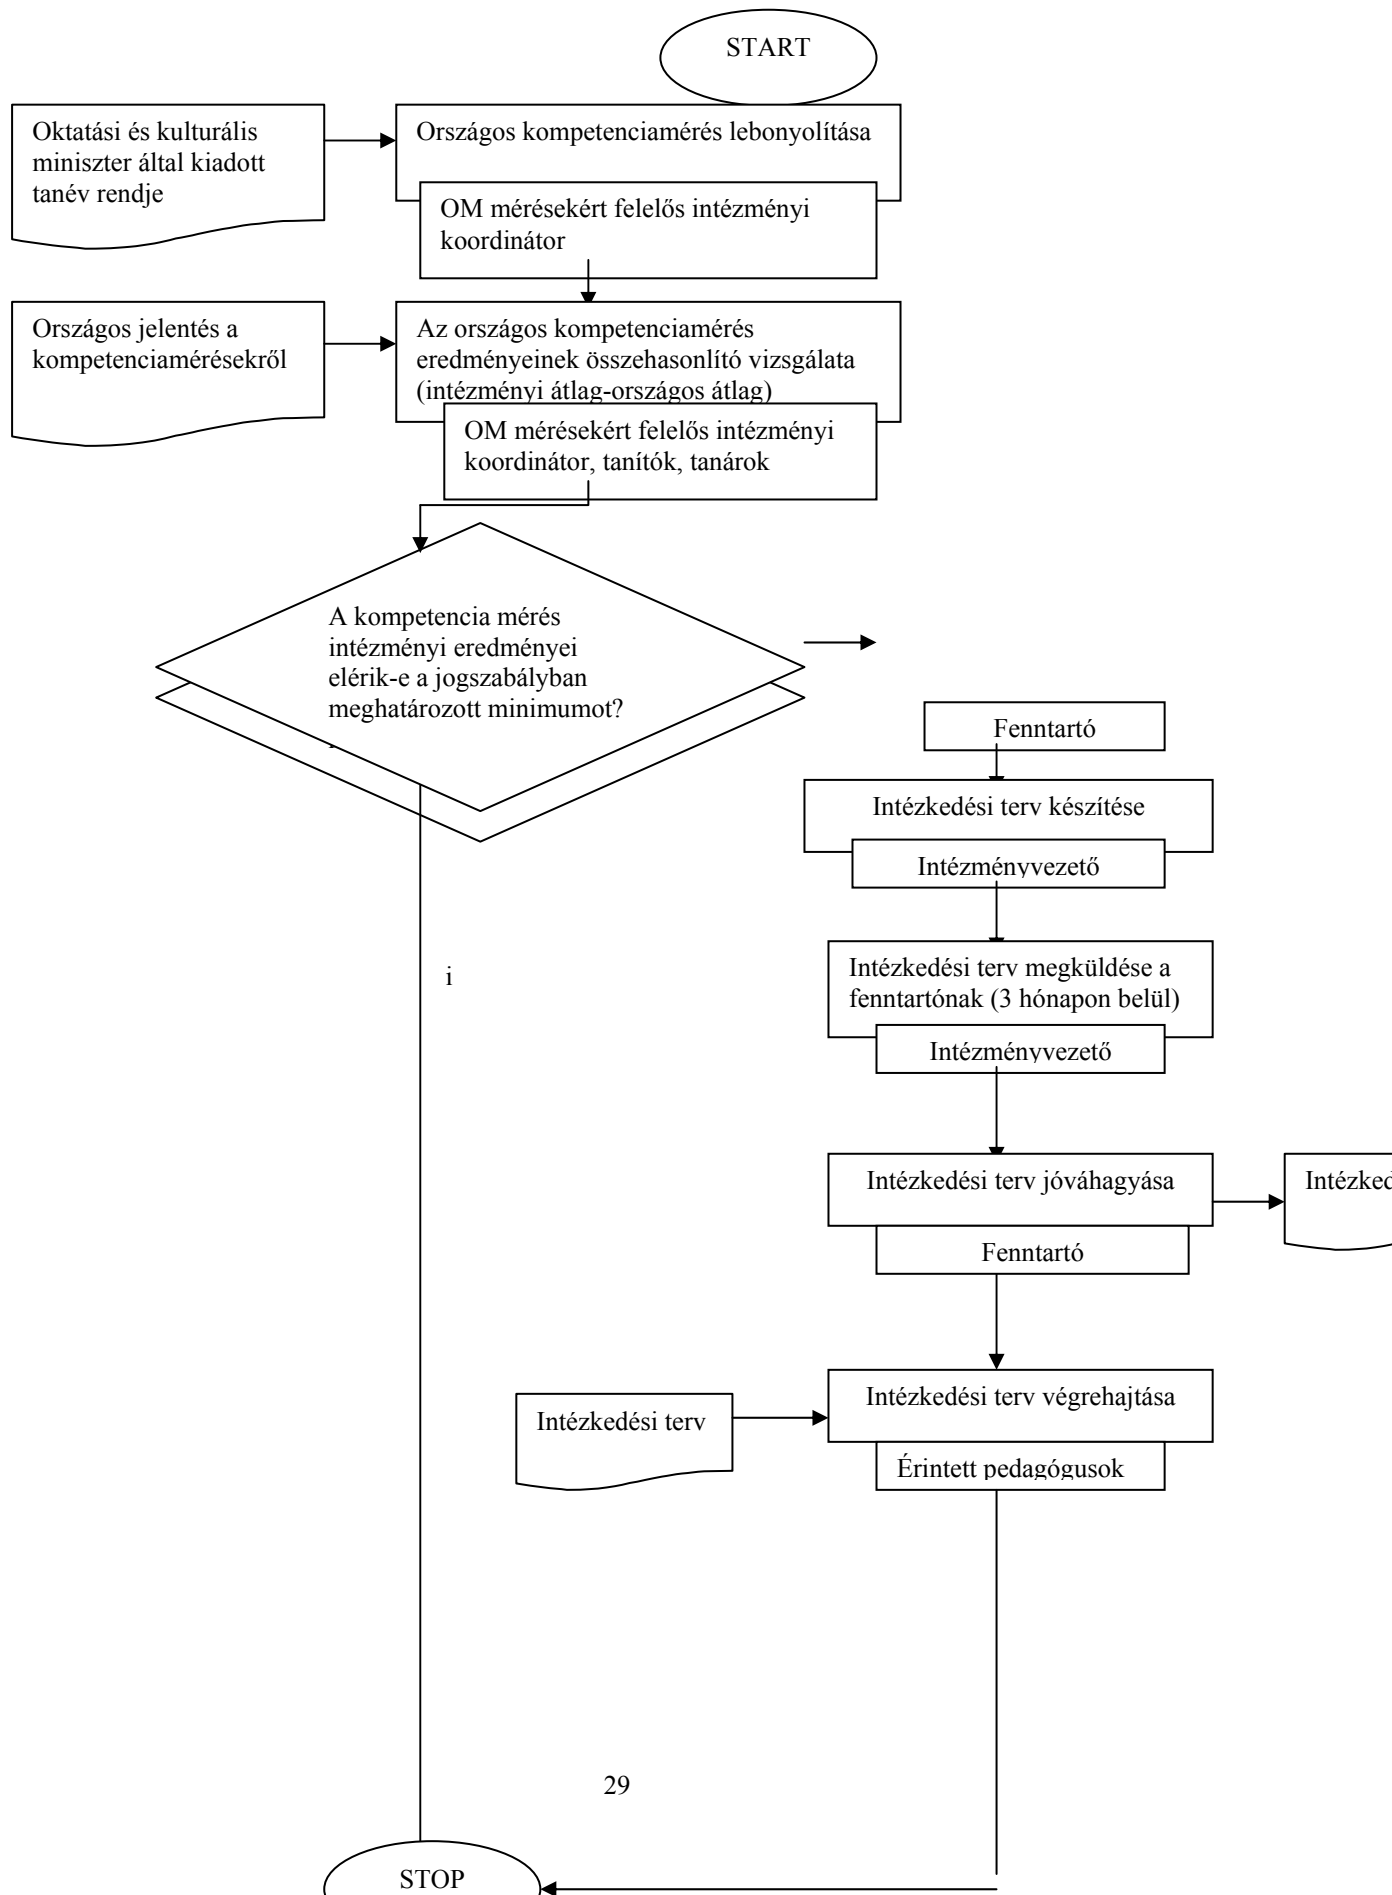 START
Oktatási és kulturális
miniszter által kiadott
tanév rendje
Országos kompetenciamérés lebonyolítása
OM mérésekért felelős intézményi
koordinátor
Országos jelentés a
kompetenciamérésekről
Az országos kompetenciamérés
eredményeinek összehasonlító vizsgálata
(intézményi átlag-országos átlag)
OM mérésekért felelős intézményi
koordinátor, tanítók, tanárok
A kompetencia mérés
intézményi eredményei
elérik-e a jogszabályban
meghatározott minimumot?
Fenntartó
Intézkedési terv készítése
Intézményvezető
i
Intézkedési terv megküldése a
fenntartónak (3 hónapon belül)
Intézményvezető
Intézkedési terv jóváhagyása
Intézked
Fenntartó
Intézkedési terv
Intézkedési terv végrehajtása
Érintett pedagógusok
29
STOP